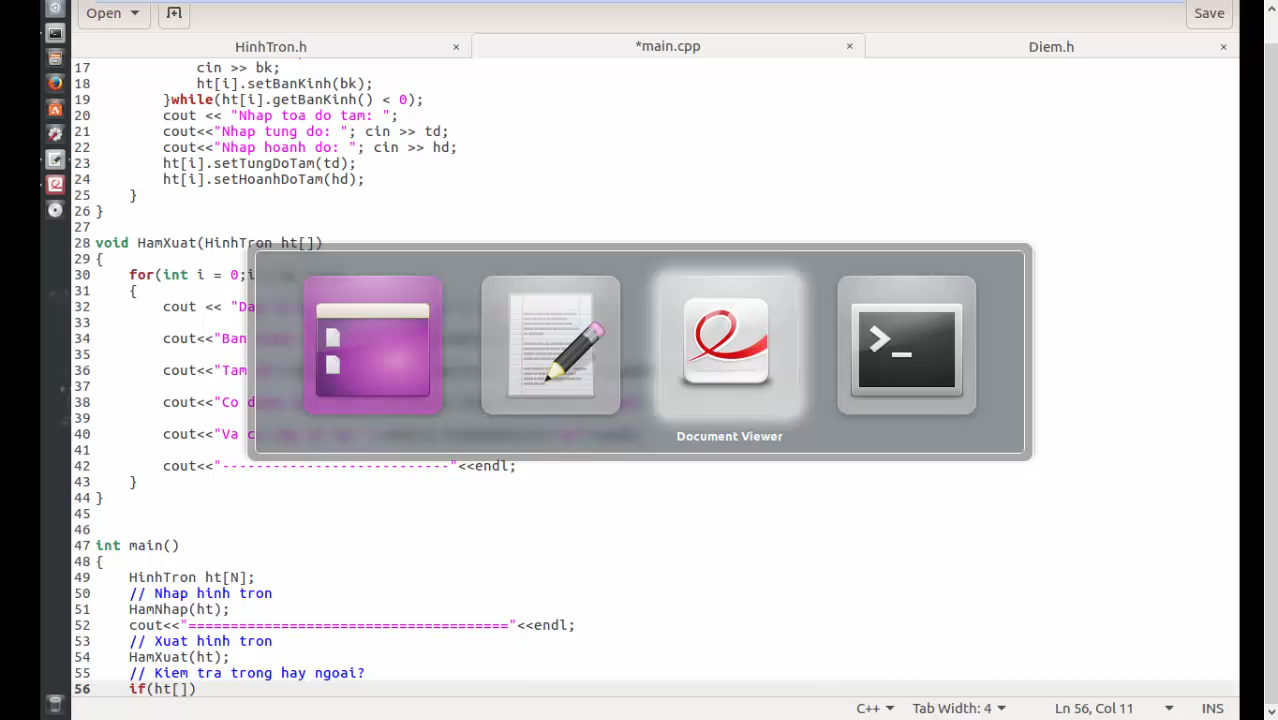 Open
Save
HinhTron.h ×
*main.cpp ×
Diem.h ×
17 cin >> bk;
18 ht[i].setBanKinh(bk);
19 }while(ht[i].getBanKinh() < 0);
20 cout << "Nhap toa do tam: ";
21 cout<<"Nhap tung do: "; cin >> td;
22 cout<<"Nhap hoanh do: "; cin >> hd;
23 ht[i].setTungDoTam(td);
24 ht[i].setHoanhDoTam(hd);
25 }
26 }
27
28 void HamXuat(HinhTron ht[])
29 {
30 for(int i = 0;i
31 {
32 cout << "Da
33
34 cout<<"Ban
35
36 cout<<"Tam
37
38 cout<<"Co d
39
40 cout<<"Va c
41
42 cout<<"---------------------------"<<endl;
43 }
44 }
45
46
47 int main()
48 {
49 HinhTron ht[N];
50 // Nhap hinh tron
51 HamNhap(ht);
52 cout<<"======================================"<<endl;
53 // Xuat hinh tron
54 HamXuat(ht);
55 // Kiem tra trong hay ngoai?
56 if(ht[])
Document Viewer
C++ Tab Width: 4 Ln 56, Col 11 INS